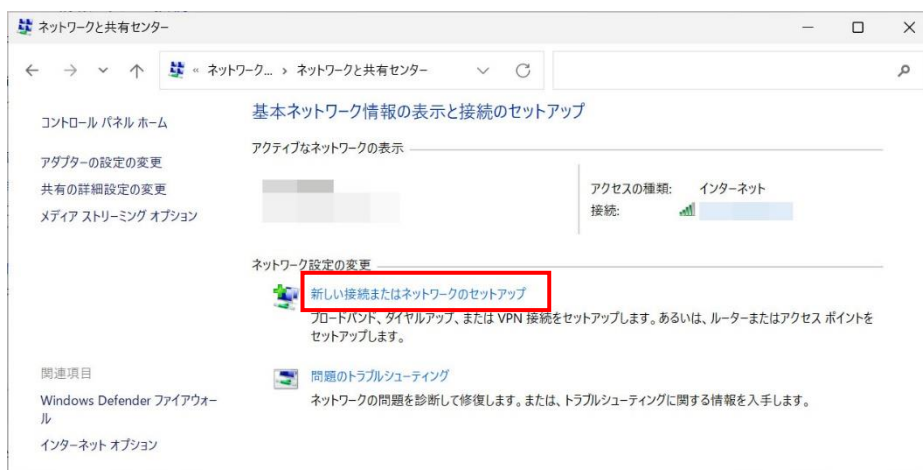 ネットワークと共有センター
« ネットワーク... › ネットワークと共有センター
コントロール パネル ホーム
アダプターの設定の変更
共有の詳細設定の変更
メディア ストリーミング オプション
基本ネットワーク情報の表示と接続のセットアップ
アクティブなネットワークの表示
アクセスの種類: インターネット
接続:
ネットワーク設定の変更
新しい接続またはネットワークのセットアップ
ブロードバンド、ダイヤルアップ、または VPN 接続をセットアップします。あるいは、ルーターまたはアクセス ポイントを
セットアップします。
問題のトラブルシューティング
ネットワークの問題を診断して修復します。または、トラブルシューティングに関する情報を入手します。
関連項目
Windows Defender ファイアウォー
ル
インターネット オプション